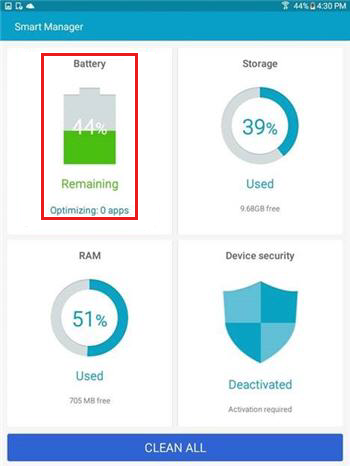 44% 4:30 PM
Smart Manager
Battery
44%
Remaining
Optimizing: 0 apps
Storage
39%
Used
9.68GB free
RAM
51%
Used
705 MB free
Device security
Deactivated
Activation required
CLEAN ALL